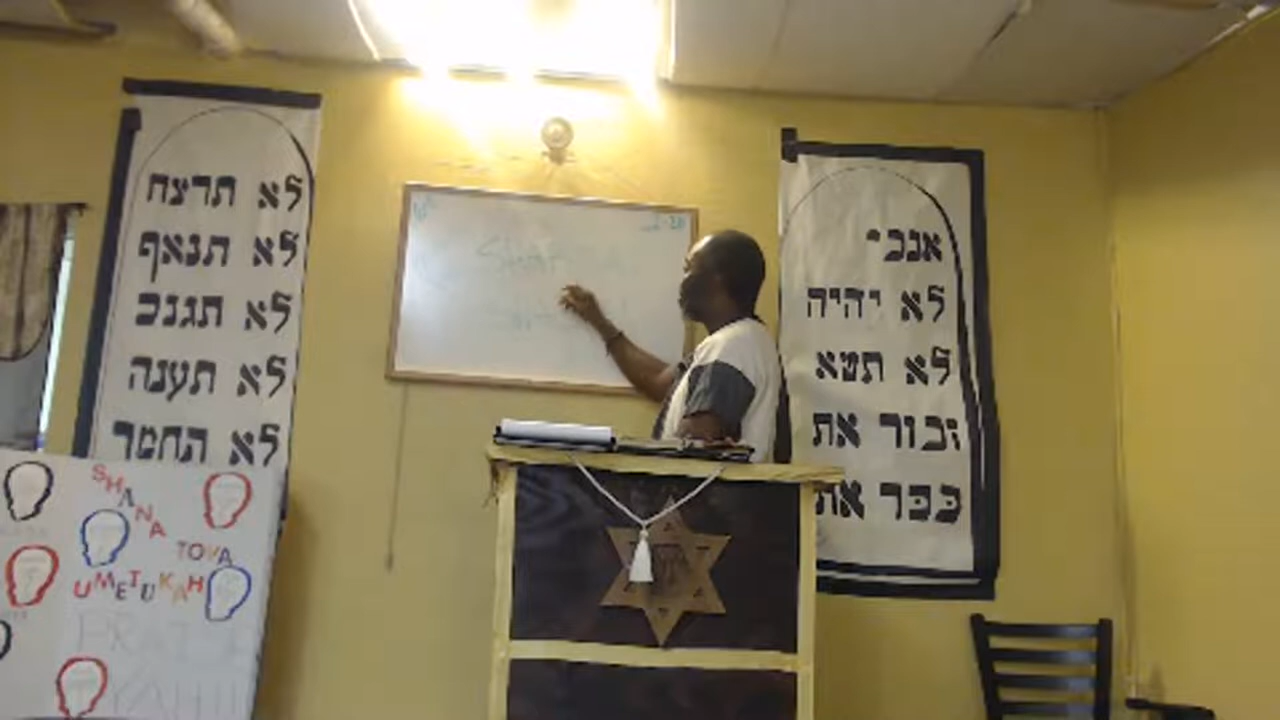 אנכי
לא יהיה
לא תשא
זכור את
כבר את
לא תרצח
לא תנאף
לא תגנב
לא תענה
לא תחמד
SHANA
TOVA
UMETUKAH